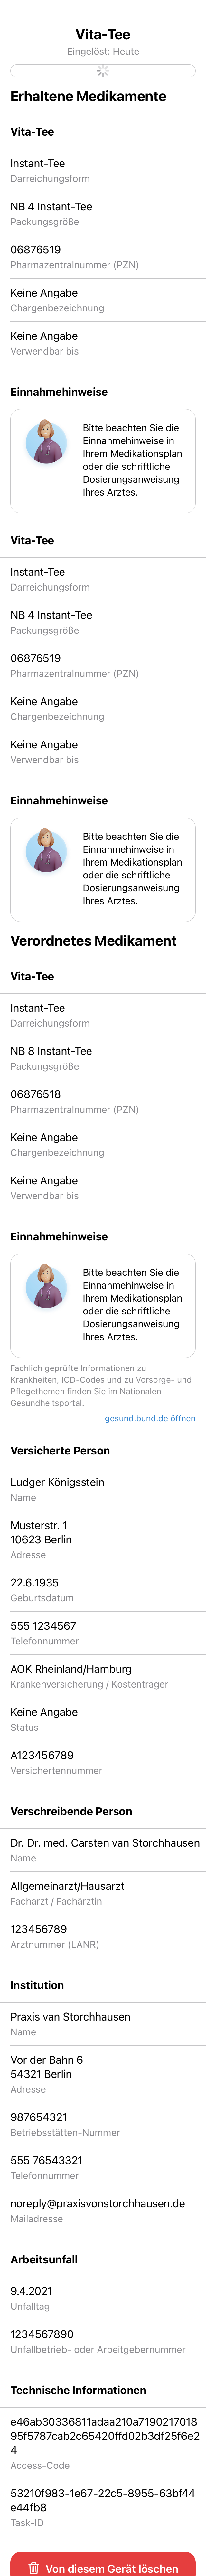 Vita-Tee
Eingelöst: Heute
Erhaltene Medikamente
Vita-Tee
Instant-Tee
Darreichungsform
NB 4 Instant-Tee
Packungsgröße
06876519
Pharmazentralnummer (PZN)
Keine Angabe
Chargenbezeichnung
Keine Angabe
Verwendbar bis
Einnahmehinweise
Bitte beachten Sie die
Einnahmehinweise in
Ihrem Medikationsplan
oder die schriftliche
Dosierungsanweisung
Ihres Arztes.
Vita-Tee
Instant-Tee
Darreichungsform
NB 4 Instant-Tee
Packungsgröße
06876519
Pharmazentralnummer (PZN)
Keine Angabe
Chargenbezeichnung
Keine Angabe
Verwendbar bis
Einnahmehinweise
Bitte beachten Sie die
Einnahmehinweise in
Ihrem Medikationsplan
oder die schriftliche
Dosierungsanweisung
Ihres Arztes.
Verordnetes Medikament
Vita-Tee
Instant-Tee
Darreichungsform
NB 8 Instant-Tee
Packungsgröße
06876518
Pharmazentralnummer (PZN)
Keine Angabe
Chargenbezeichnung
Keine Angabe
Verwendbar bis
Einnahmehinweise
Bitte beachten Sie die
Einnahmehinweise in
Ihrem Medikationsplan
oder die schriftliche
Dosierungsanweisung
Ihres Arztes.
Fachlich geprüfte Informationen zu
Krankheiten, ICD-Codes und zu Vorsorge- und
Pflegethemen finden Sie im Nationalen
Gesundheitsportal.
gesund.bund.de öffnen
Versicherte Person
Ludger Königsstein
Name
Musterstr. 1
10623 Berlin
Adresse
22.6.1935
Geburtsdatum
555 1234567
Telefonnummer
AOK Rheinland/Hamburg
Krankenversicherung / Kostenträger
Keine Angabe
Status
A123456789
Versichertennummer
Verschreibende Person
Dr. Dr. med. Carsten van Storchhausen
Name
Allgemeinarzt/Hausarzt
Facharzt / Fachärztin
123456789
Arztnummer (LANR)
Institution
Praxis van Storchhausen
Name
Vor der Bahn 6
54321 Berlin
Adresse
987654321
Betriebsstätten-Nummer
555 76543321
Telefonnummer
noreply@praxisvonstorchhausen.de
Mailadresse
Arbeitsunfall
9.4.2021
Unfalltag
1234567890
Unfallbetrieb- oder Arbeitgebernummer
Technische Informationen
e46ab30336811adaa210a7190217018
95f5787cab2c65420ffd02b3df25f6e2
4
Access-Code
53210f983-1e67-22c5-8955-63bf44
e44fb8
Task-ID
Von diesem Gerät löschen